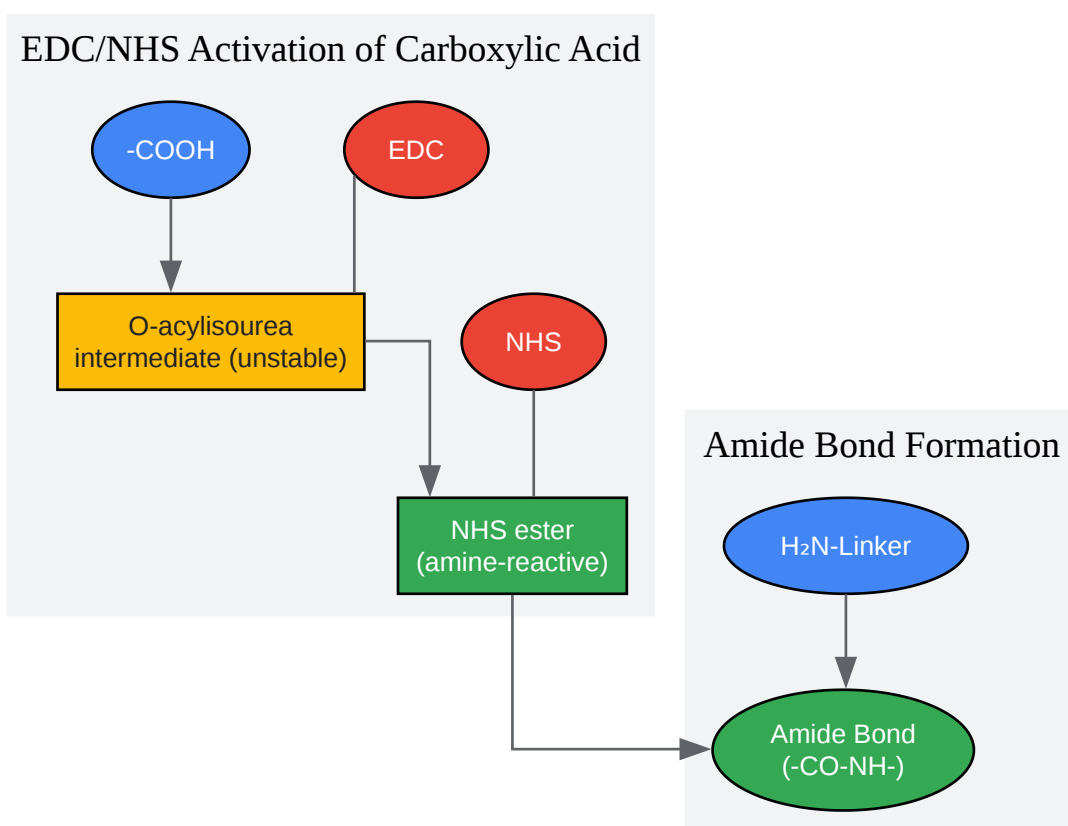 EDC/NHS Activation of Carboxylic Acid
-COOH
EDC
O-acylisourea
intermediate (unstable)
NHS
NHS ester
(amine-reactive)
Amide Bond Formation
H₂N-Linker
Amide Bond
(-CO-NH-)